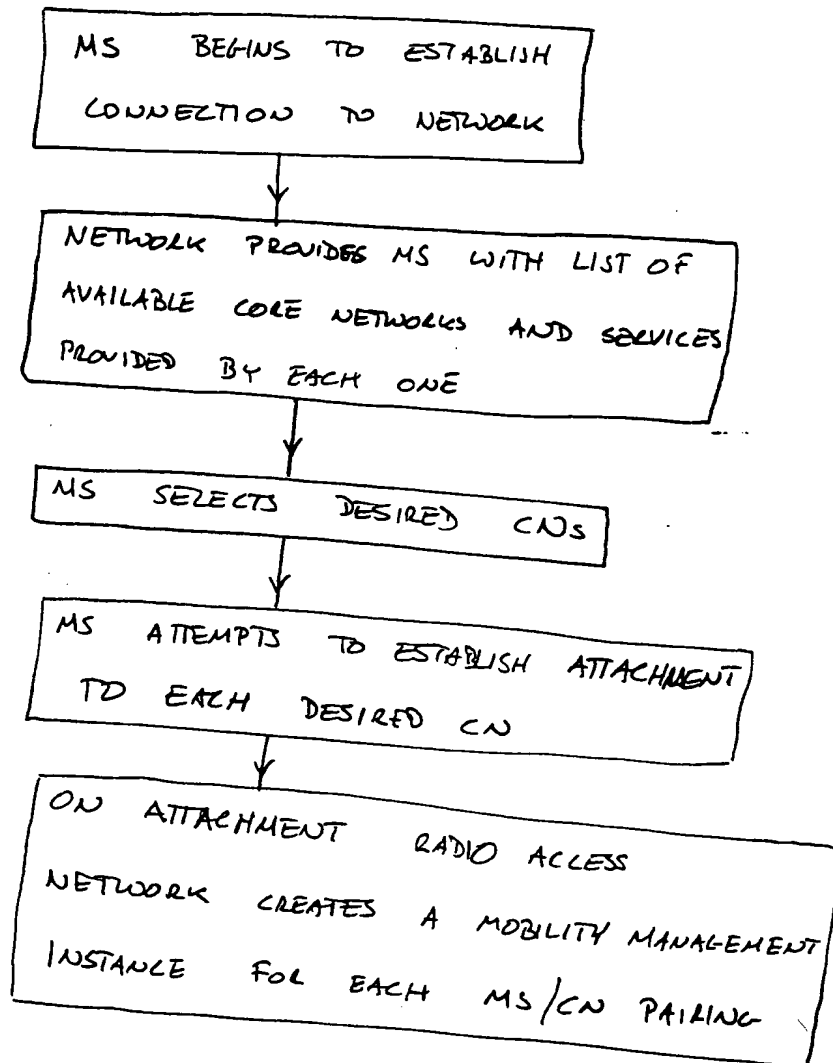 MS BEGINS TO ESTABLISH
CONNECTION TO NETWORK
NETWORK PROVIDES MS WITH LIST OF
AVAILABLE CORE NETWORKS AND SERVICES
PROVIDED BY EACH ONE
MS SELECTS DESIRED CNs
MS ATTEMPTS TO ESTABLISH ATTACHMENT
TO EACH DESIRED CN
ON ATTACHMENT RADIO ACCESS
NETWORK CREATES A MOBILITY MANAGEMENT
INSTANCE FOR EACH MS/CN PAIRING